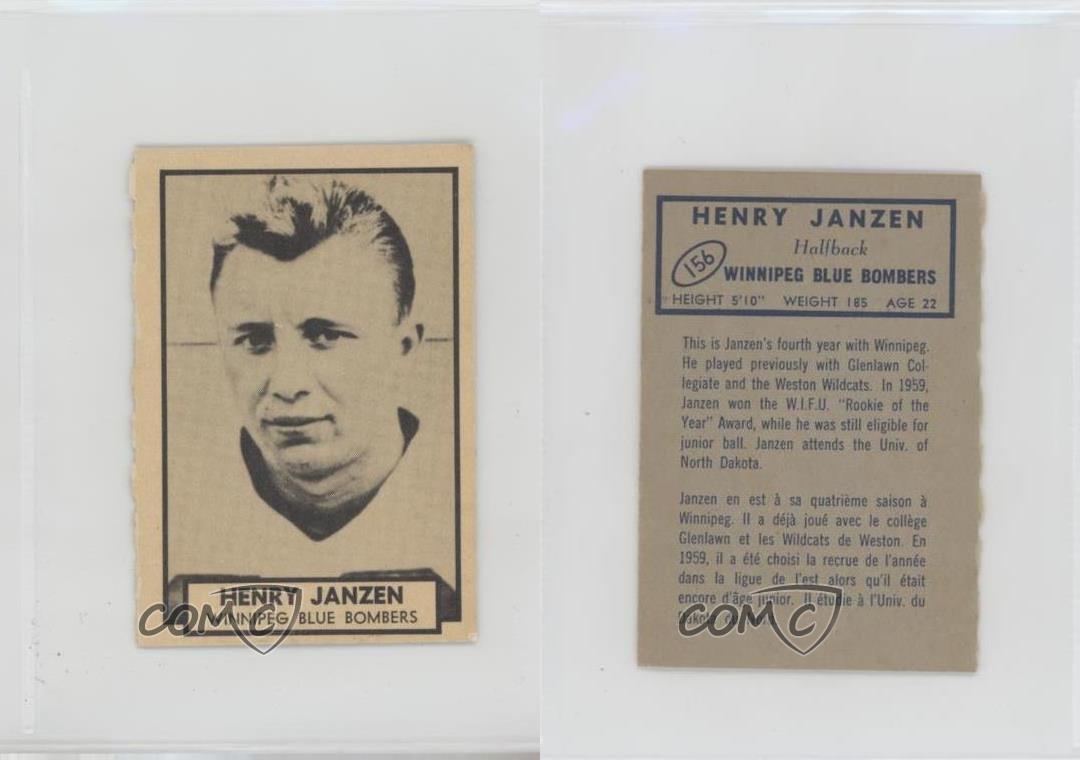 HENRY JANZEN
WINNIPEG BLUE BOMBERS
COMC
HENRY JANZEN
Halfback
156
WINNIPEG BLUE BOMBERS
HEIGHT 5'10" WEIGHT 185 AGE 22
This is Janzen's fourth year with Winnipeg.
He played previously with Glenlawn Col-
legiate and the Weston Wildcats. In 1959,
Janzen won the W.I.F.U. "Rookie of the
Year" Award, while he was still eligible for
junior ball. Janzen attends the Univ. of
North Dakota.
Janzen en est à sa quatrième saison à
Winnipeg. Il a déjà joué avec le collège
Glenlawn et les Wildcats de Weston. En
1959, il a été choisi la recrue de l'année
dans la ligue de l'est alors qu'il était
encore d'âge junior. Il étudie à l'Univ. du
Dakota
COMC